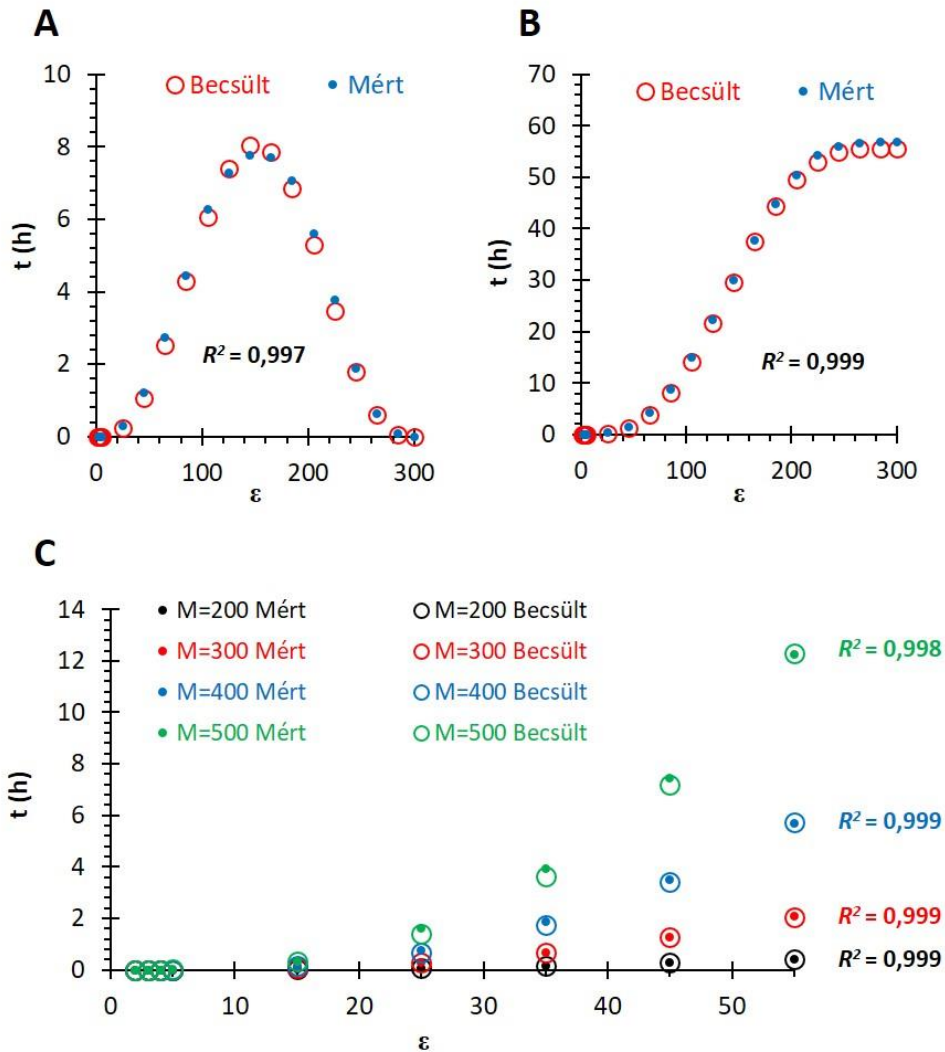 A
10
8
6
4
2
0
t (h)
Becsült
Mért
R² = 0,997
0 100 200 300
ε
B
70
60
50
40
30
20
10
0
t (h)
Becsült
Mért
R² = 0,999
0 100 200 300
ε
C
14
12
10
8
6
4
2
0
t (h)
M=200 Mért M=200 Becsült
M=300 Mért M=300 Becsült
M=400 Mért M=400 Becsült
M=500 Mért M=500 Becsült
R² = 0,998
R² = 0,999
R² = 0,999
R² = 0,999
0 10 20 30 40 50
ε